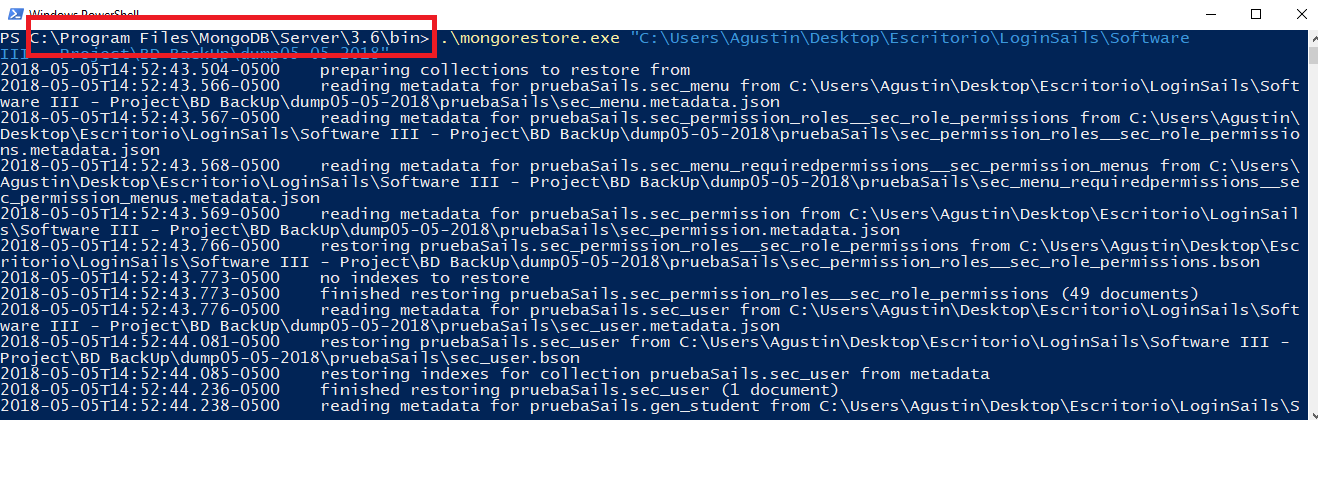 Windows PowerShell
PS C:\Program Files\MongoDB\Server\3.6\bin> .\mongorestore.exe "C:\Users\Agustin\Desktop\Escritorio\LoginSails\Software
III - Project\BD BackUp\dump05-05-2018"
2018-05-05T14:52:43.504-0500    preparing collections to restore from
2018-05-05T14:52:43.566-0500    reading metadata for pruebaSails.sec_menu from C:\Users\Agustin\Desktop\Escritorio\LoginSails\Soft
ware III - Project\BD BackUp\dump05-05-2018\pruebaSails\sec_menu.metadata.json
2018-05-05T14:52:43.567-0500    reading metadata for pruebaSails.sec_permission_roles__sec_role_permissions from C:\Users\Agustin\
Desktop\Escritorio\LoginSails\Software III - Project\BD BackUp\dump05-05-2018\pruebaSails\sec_permission_roles__sec_role_permissio
ns.metadata.json
2018-05-05T14:52:43.568-0500    reading metadata for pruebaSails.sec_menu_requiredpermissions__sec_permission_menus from C:\Users\
Agustin\Desktop\Escritorio\LoginSails\Software III - Project\BD BackUp\dump05-05-2018\pruebaSails\sec_menu_requiredpermissions__se
c_permission_menus.metadata.json
2018-05-05T14:52:43.569-0500    reading metadata for pruebaSails.sec_permission from C:\Users\Agustin\Desktop\Escritorio\LoginSail
s\Software III - Project\BD BackUp\dump05-05-2018\pruebaSails\sec_permission.metadata.json
2018-05-05T14:52:43.766-0500    restoring pruebaSails.sec_permission_roles__sec_role_permissions from C:\Users\Agustin\Desktop\Esc
ritorio\LoginSails\Software III - Project\BD BackUp\dump05-05-2018\pruebaSails\sec_permission_roles__sec_role_permissions.bson
2018-05-05T14:52:43.773-0500    no indexes to restore
2018-05-05T14:52:43.773-0500    finished restoring pruebaSails.sec_permission_roles__sec_role_permissions (49 documents)
2018-05-05T14:52:43.776-0500    reading metadata for pruebaSails.sec_user from C:\Users\Agustin\Desktop\Escritorio\LoginSails\Soft
ware III - Project\BD BackUp\dump05-05-2018\pruebaSails\sec_user.metadata.json
2018-05-05T14:52:44.081-0500    restoring pruebaSails.sec_user from C:\Users\Agustin\Desktop\Escritorio\LoginSails\Software III -
Project\BD BackUp\dump05-05-2018\pruebaSails\sec_user.bson
2018-05-05T14:52:44.085-0500    restoring indexes for collection pruebaSails.sec_user from metadata
2018-05-05T14:52:44.236-0500    finished restoring pruebaSails.sec_user (1 document)
2018-05-05T14:52:44.238-0500    reading metadata for pruebaSails.gen_student from C:\Users\Agustin\Desktop\Escritorio\LoginSails\S